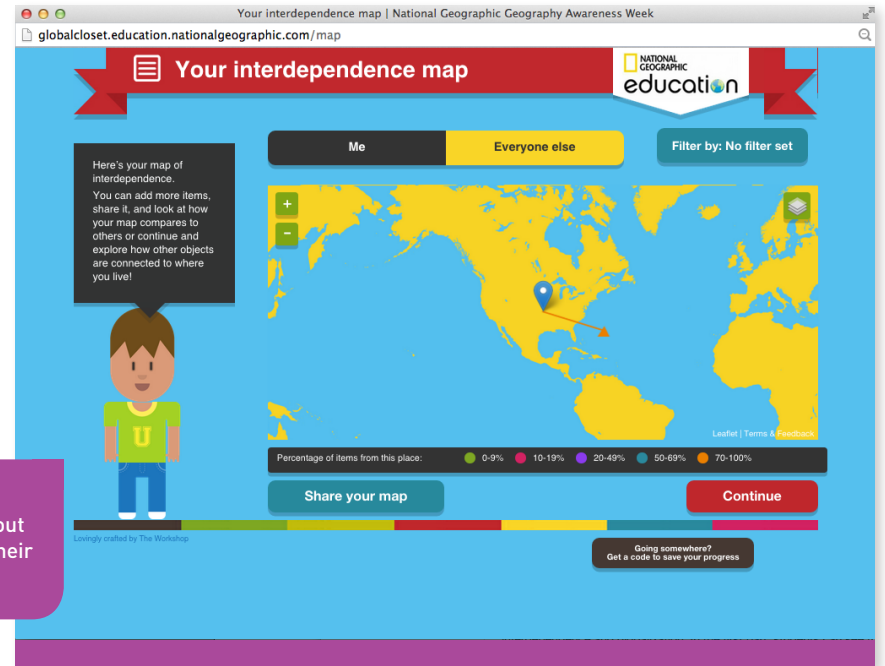 Your interdependence map | National Geographic Geography Awareness Week
globalcloset.education.nationalgeographic.com/map
Your interdependence map
NATIONAL
GEOGRAPHIC
education
Me
Everyone else
Filter by: No filter set
Here's your map of
interdependence.
You can add more items,
share it, and look at how
your map compares to
others or continue and
explore how other objects
are connected to where
you live!
+
−
U
Leaflet | Terms & Feedback
Percentage of items from this place:
0-9%
10-19%
20-49%
50-69%
70-100%
Share your map
Continue
out
heir
Lovingly crafted by The Workshop
Going somewhere?
Get a code to save your progress